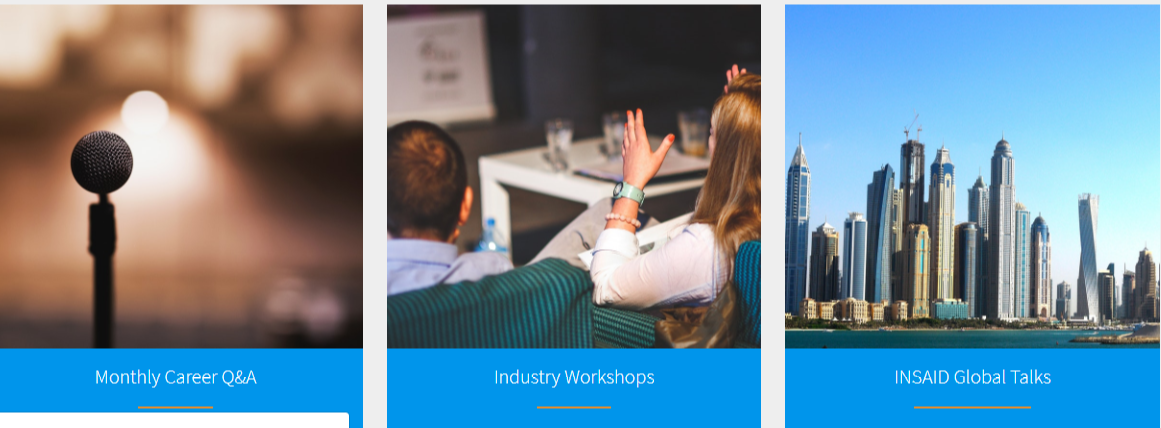 Monthly Career Q&A
Industry Workshops
INSAID Global Talks